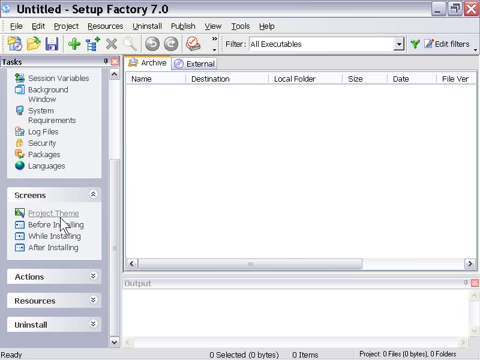 Untitled - Setup Factory 7.0
File Edit Project Resources Uninstall Publish View Tools Help
Filter: All Executables Edit filters
Tasks
Archive External
Session Variables
Background
Window
System
Requirements
Log Files
Security
Packages
Languages
Name Destination Local Folder Size Date File Ver
Screens
Project Theme
Before Installing
While Installing
After Installing
Actions
Resources
Uninstall
Output
Ready 0 Selected (0 bytes) 0 Items Project: 0 Files (0 bytes), 0 Folders